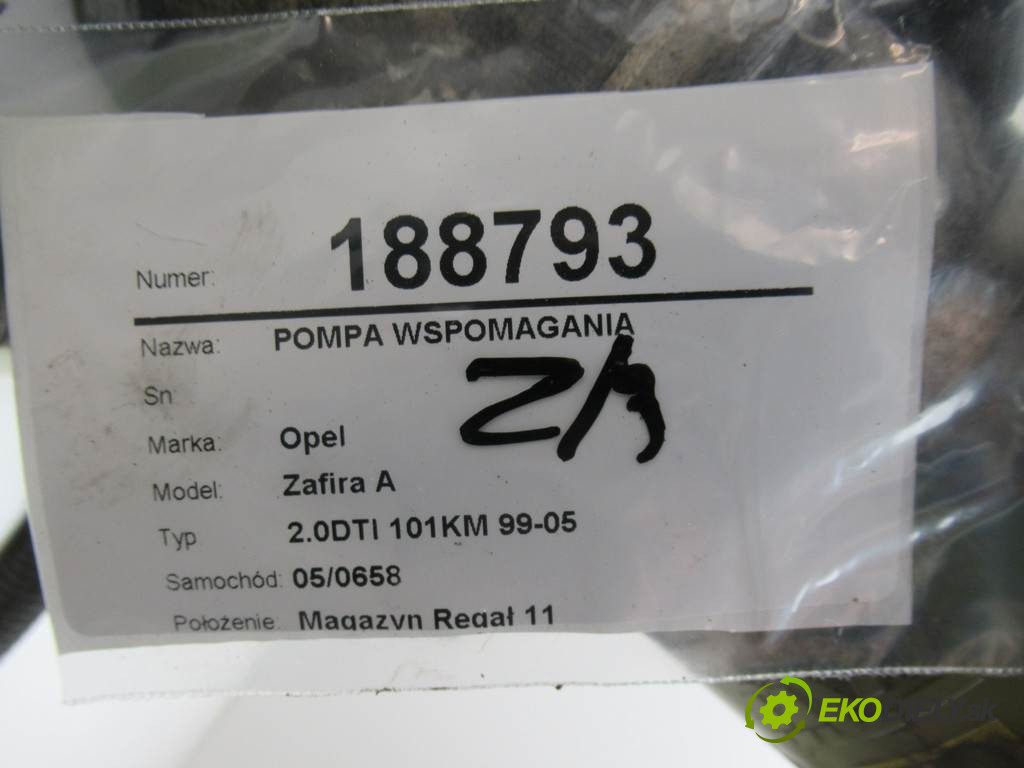 Numer: 188793
Nazwa: POMPA WSPOMAGANIA
Sn:
Marka: Opel
Model: Zafira A
Typ 2.0DTI 101KM 99-05
Samochód: 05/0658
Położenie: Magazyn Regał 11
EKO